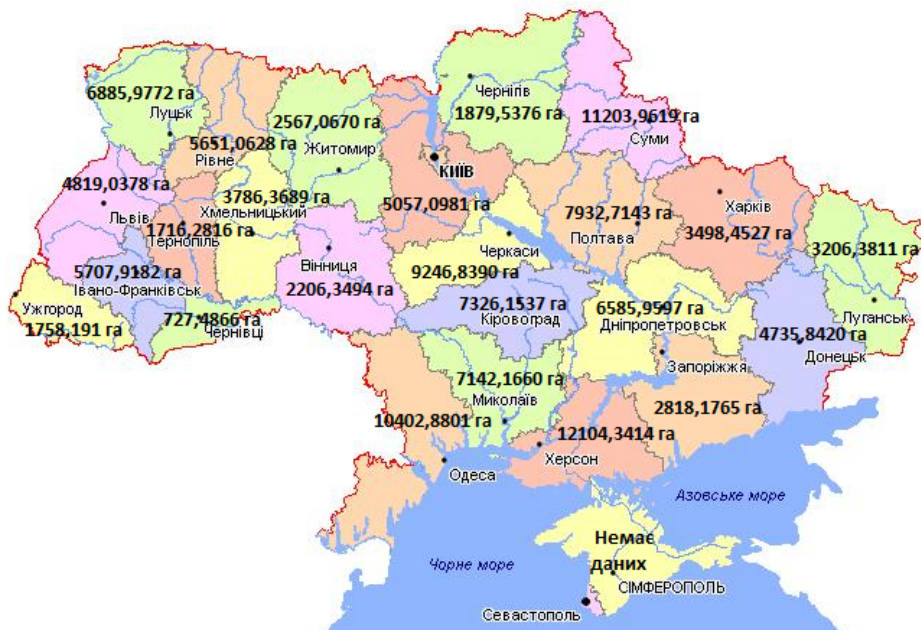 6885,9772 га
Луцьк
5651,0628 га
Рівне
2567,0670 га
Житомир
Чернігів
1879,5376 га
11203,9619 га
Суми
КИЇВ
5057,0981 га
4819,0378 га
Львів
3786,3689 га
Хмельницький
1716,2816 га
Тернопіль
Вінниця
2206,3494 га
Черкаси
9246,8390 га
7932,7143 га
Полтава
Харків
3498,4527 га
3206,3811 га
Луганськ
5707,9182 га
Івано-Франківськ
Ужгород
1758,191 га
727,4866 га
Чернівці
7326,1537 га
Кіровоград
6585,9597 га
Дніпропетровськ
4735,8420 га
Донецьк
Запоріжжя
2818,1765 га
7142,1660 га
Миколаїв
10402,8801 га
Одеса
12104,3414 га
Херсон
Азовське море
Чорне море
Немає
даних
СІМФЕРОПОЛЬ
Севастополь